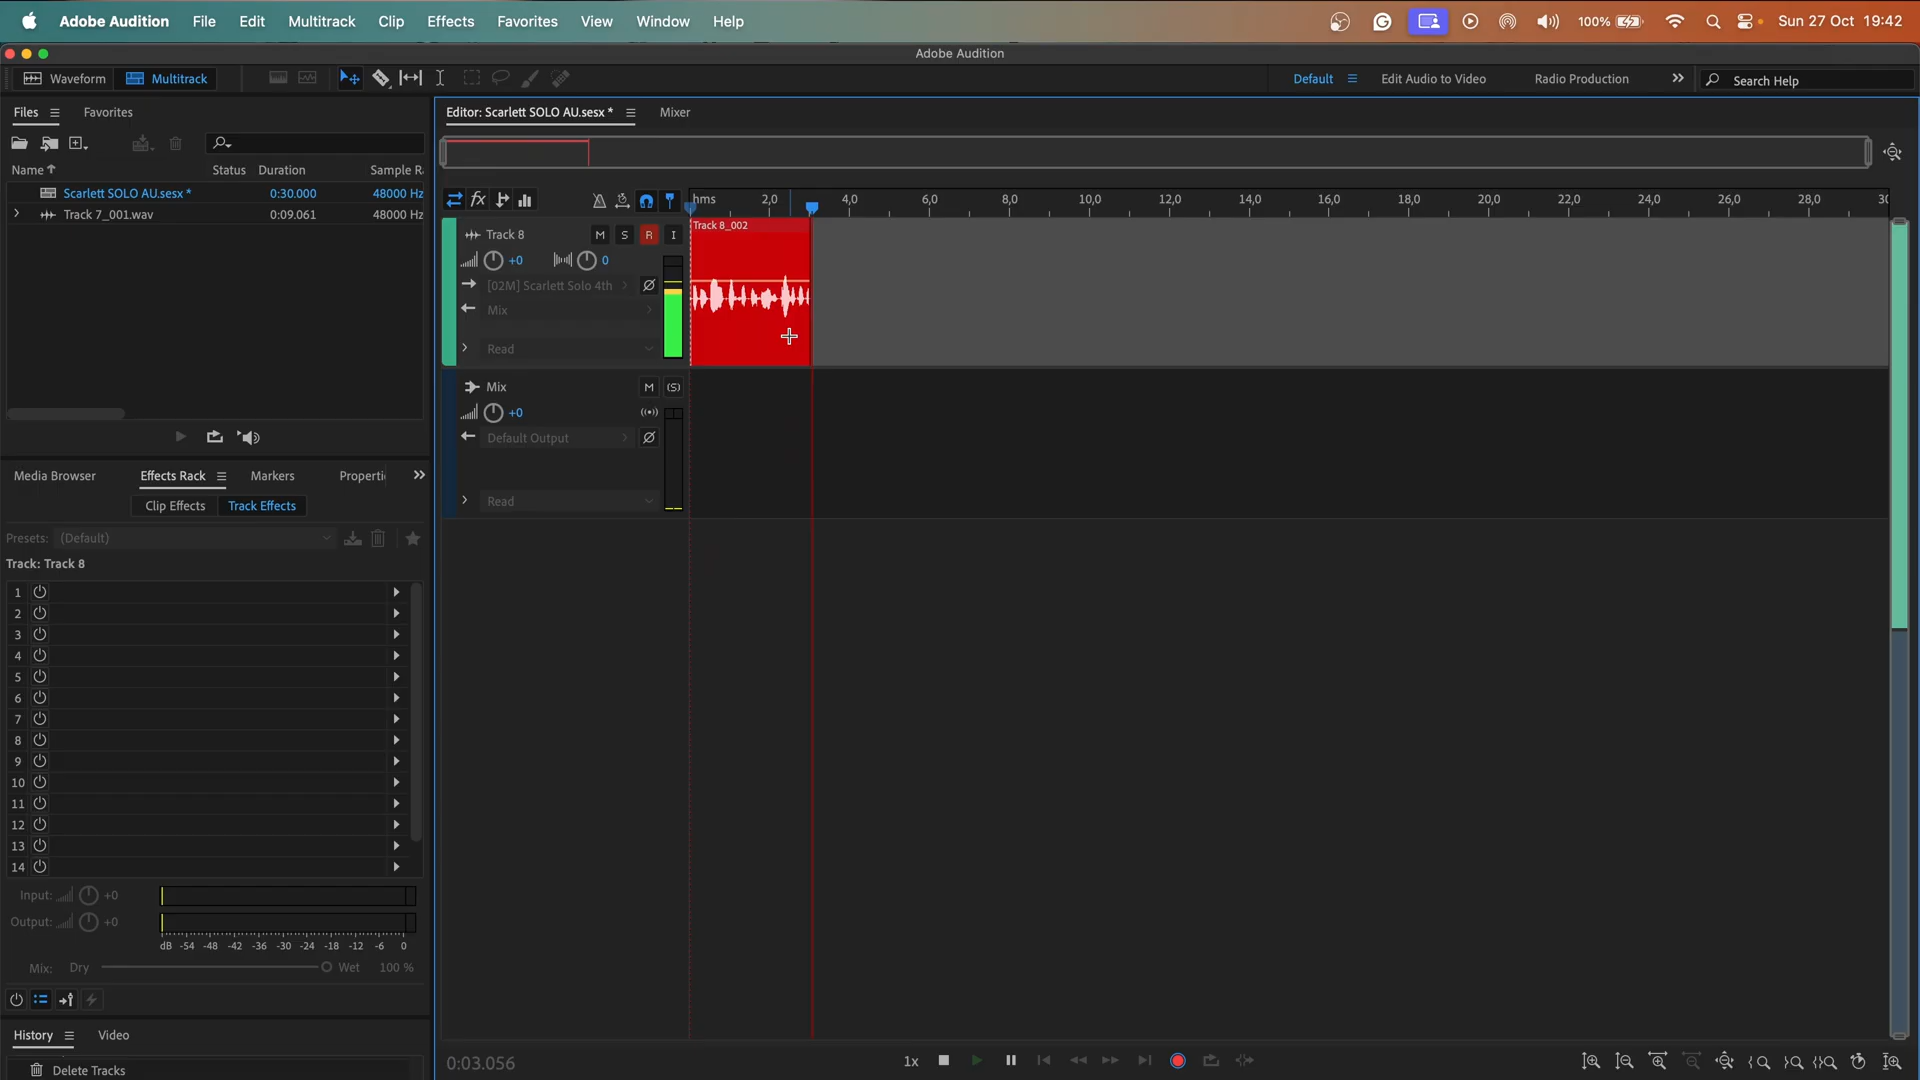 Adobe Audition File Edit Multitrack Clip Effects Favorites View Window Help 100% Sun 27 Oct 19:42
Adobe Audition
Waveform Multitrack Default Edit Audio to Video Radio Production Search Help
Files Favorites
Editor: Scarlett SOLO AU.sesx * Mixer
Name Status Duration Sample R
Scarlett SOLO AU.sesx * 0:30.000 48000 Hz
Track 7_001.wav 0:09.061 48000 Hz
fx
hms 2,0 4,0 6,0 8,0 10,0 12,0 14,0 16,0 18,0 20,0 22,0 24,0 26,0 28,0 30
Track 8 M S R I
Track 8_002
+0 0
[02M] Scarlett Solo 4th
Mix
Read
Mix M (S)
+0
Default Output
Read
Media Browser Effects Rack Markers Properti
Clip Effects Track Effects
Presets: (Default)
Track: Track 8
1
2
3
4
5
6
7
8
9
10
11
12
13
14
Input: +0
Output: +0
dB -54 -48 -42 -36 -30 -24 -18 -12 -6 0
Mix: Dry Wet 100 %
History Video
Delete Tracks
0:03.056 1x